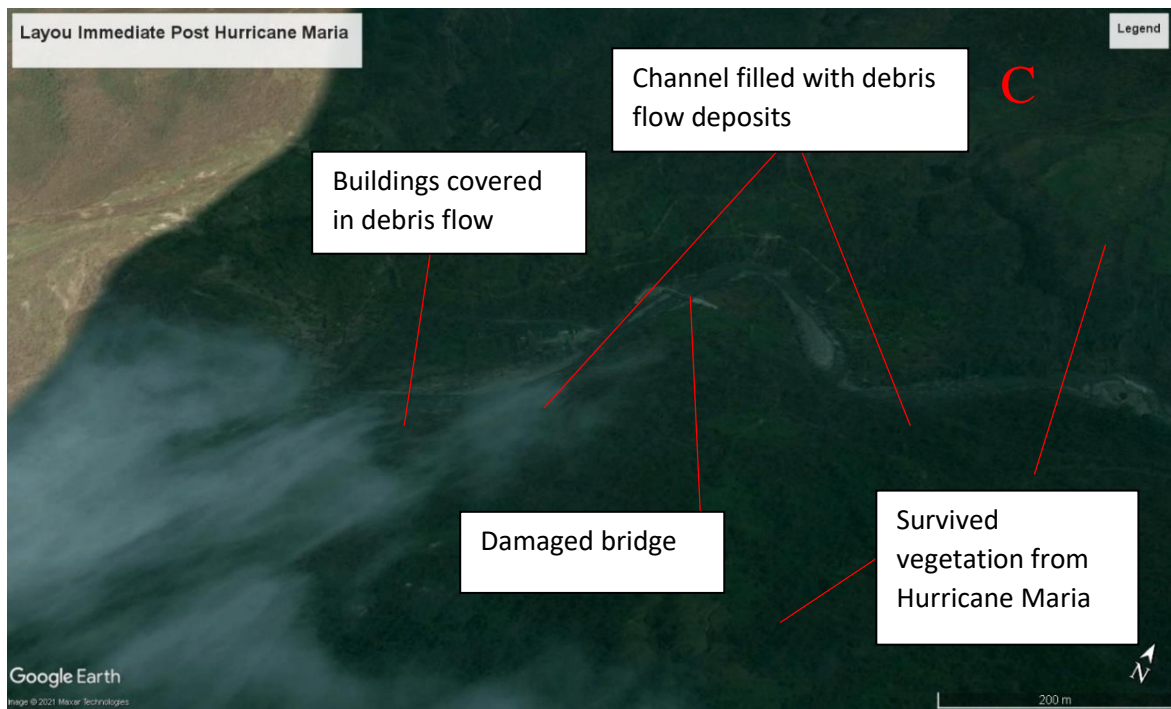 Layou Immediate Post Hurricane Maria
Legend
Channel filled with debris
flow deposits
C
Buildings covered
in debris flow
Damaged bridge
Survived
vegetation from
Hurricane Maria
Google Earth
Image © 2021 Maxar Technologies
N
200 m